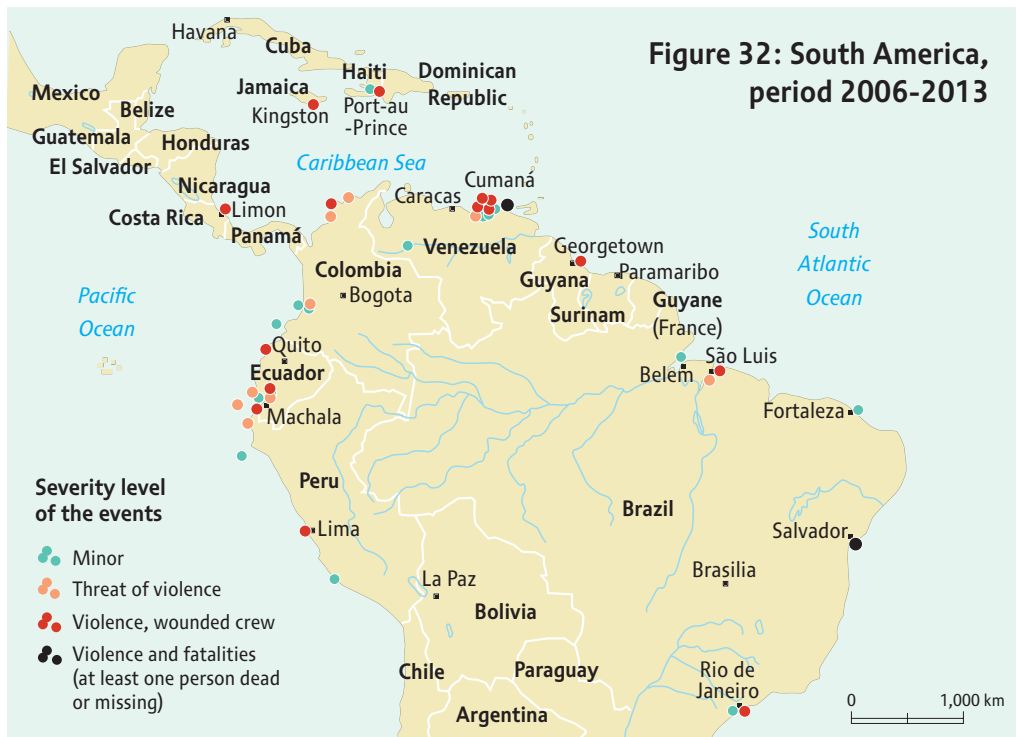 Figure 32: South America,
period 2006-2013
Havana
Cuba
Haiti
Dominican
Republic
Jamaica
Kingston
Port-au
-Prince
Mexico
Belize
Guatemala
Honduras
El Salvador
Caribbean Sea
Nicaragua
Costa Rica
Limon
Panamá
Caracas
Cumaná
Venezuela
Georgetown
Paramaribo
Guyana
Surinam
Guyane
(France)
South
Atlantic
Ocean
Colombia
Bogota
Pacific
Ocean
Quito
Ecuador
Machala
São Luis
Belem
Fortaleza
Peru
Brazil
Lima
Salvador
Brasilia
La Paz
Bolivia
Chile
Paraguay
Rio de
Janeiro
Argentina
Severity level
of the events
Minor
Threat of violence
Violence, wounded crew
Violence and fatalities
(at least one person dead
or missing)
0 1,000 km